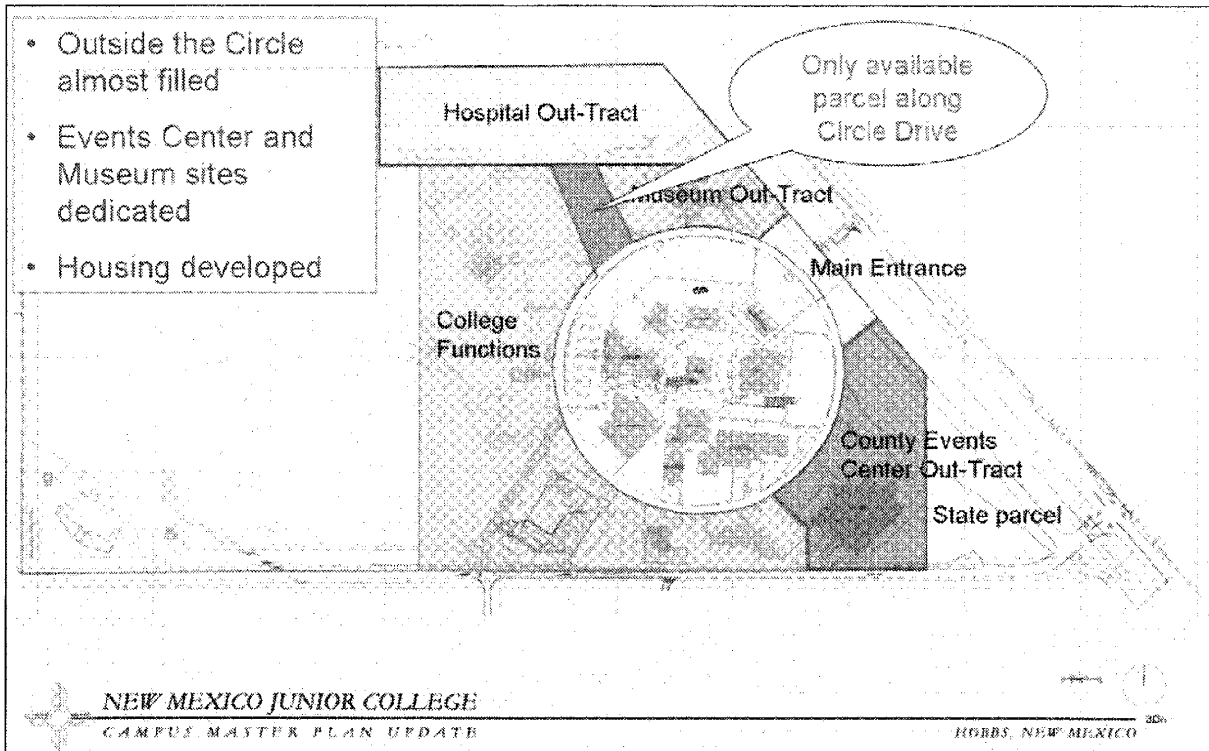 • Outside the Circle
almost filled
• Events Center and
Museum sites
dedicated
• Housing developed
Hospital Out-Tract
Only available
parcel along
Circle Drive
Museum Out-Tract
Main Entrance
College
Functions
County Events
Center Out-Tract
State parcel
NEW MEXICO JUNIOR COLLEGE
CAMPUS MASTER PLAN UPDATE
HOBBS, NEW MEXICO